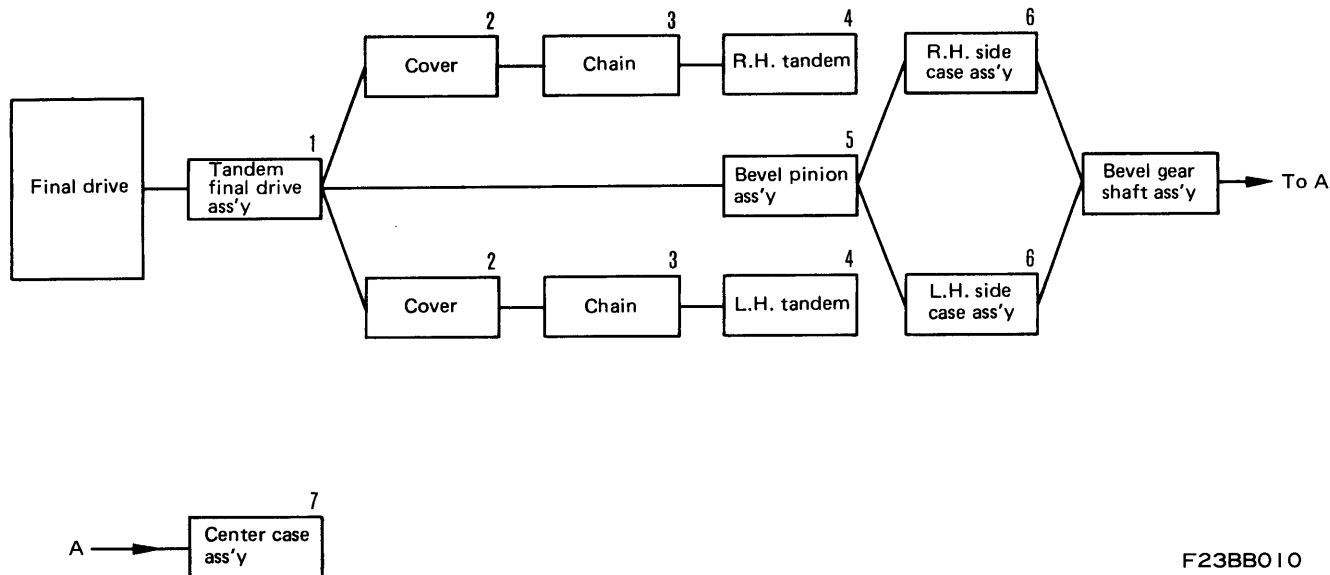 2
3
4
6
Cover
Chain
R.H. tandem
R.H. side
case ass'y
1
5
Final drive
Tandem
final drive
ass'y
Bevel pinion
ass'y
Bevel gear
shaft ass'y
To A
2
3
4
6
Cover
Chain
L.H. tandem
L.H. side
case ass'y
7
A
Center case
ass'y
F23BB010